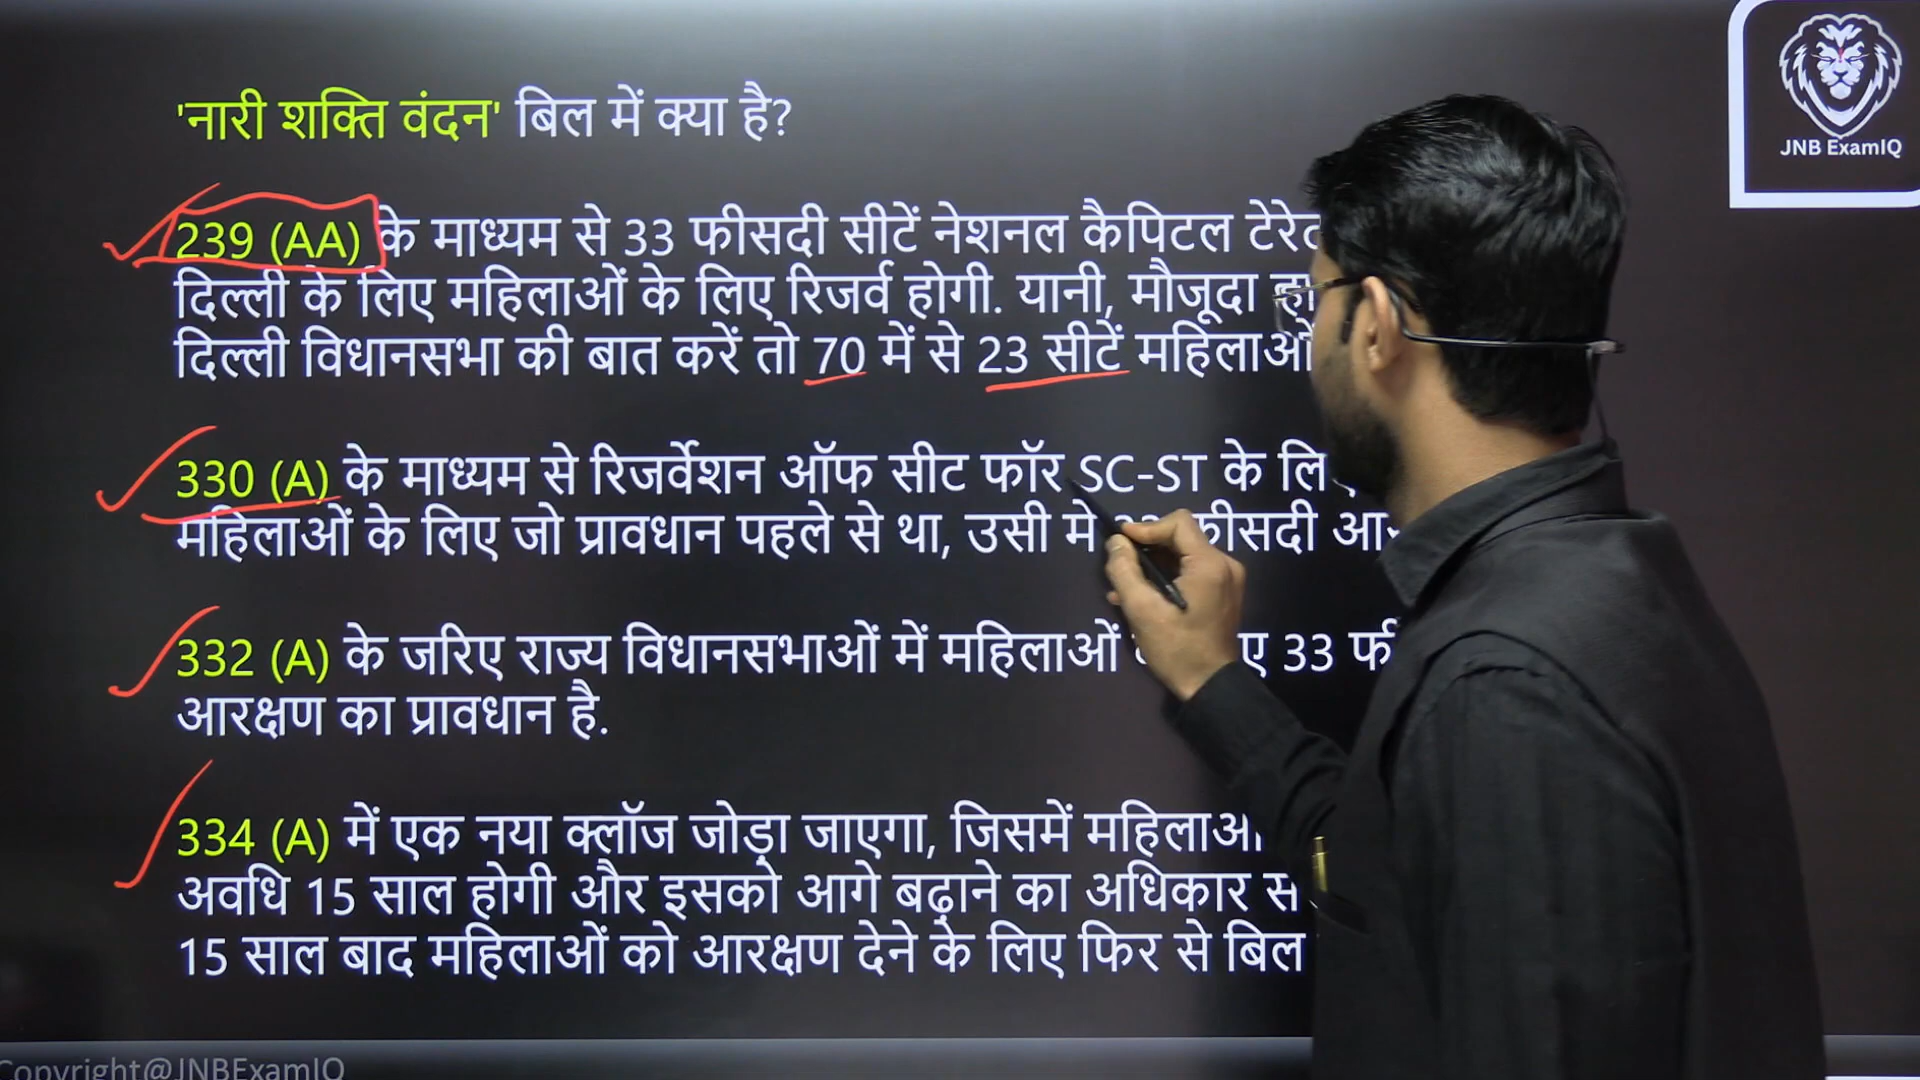 'नारी शक्ति वंदन' बिल में क्या है?
239 (AA) के माध्यम से 33 फीसदी सीटें नेशनल कैपिटल
दिल्ली के लिए महिलाओं के लिए रिजर्व होगी. यानी, मौजूदा
दिल्ली विधानसभा की बात करें तो 70 में से 23 सीटें महिलाओं
330 (A) के माध्यम से रिजर्वेशन ऑफ सीट फॉर SC-ST के
महिलाओं के लिए जो प्रावधान पहले से था, उसी मे फीसदी
332 (A) के जरिए राज्य विधानसभाओं में महिलाओं 33
आरक्षण का प्रावधान है.
334 (A) में एक नया क्लॉज जोड़ा जाएगा, जिसमें
अवधि 15 साल होगी और इसको आगे बढ़ाने का अधिकार
15 साल बाद महिलाओं को आरक्षण देने के लिए फिर से बिल
JNB ExamIQ
Copyright@JNBExamIQ